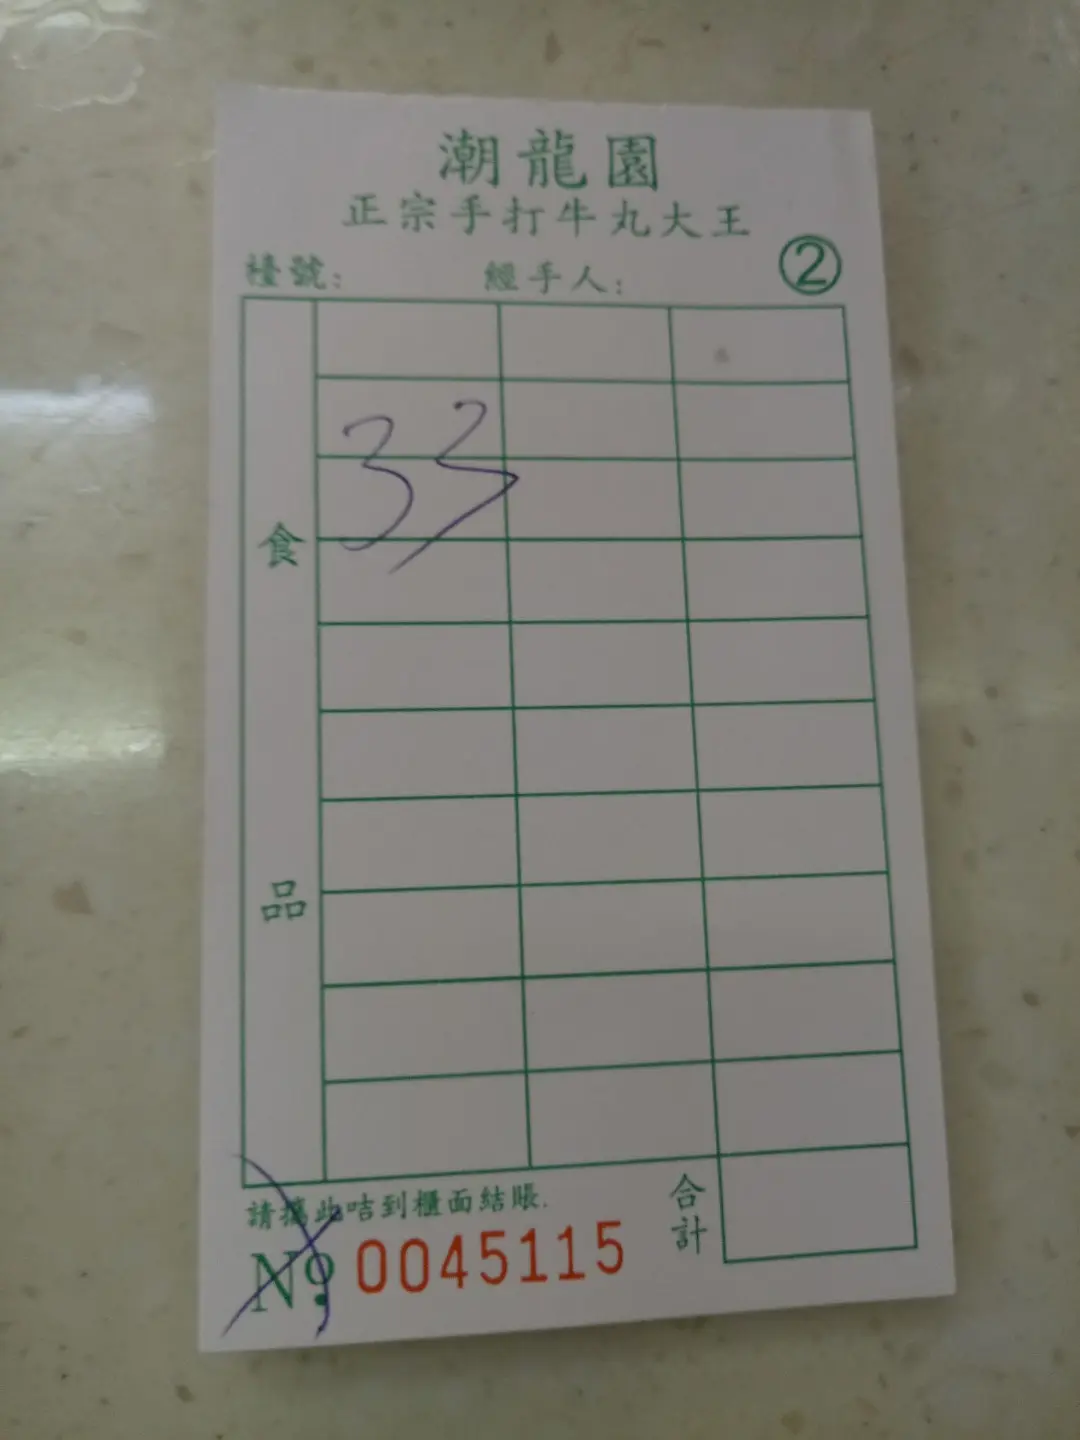 潮龍園
正宗手打牛丸大王
檯號: 經手人: ②
33
食品
請攜此咭到櫃面結賬.
合計
№ 0045115